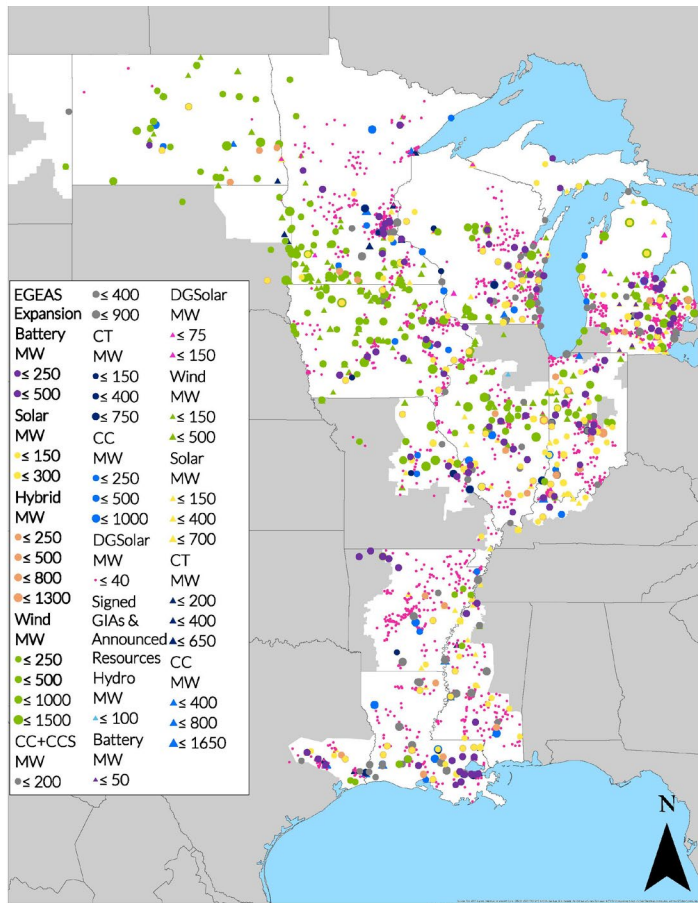 EGEAS
Expansion
Battery
MW
≤ 250
≤ 500
Solar
MW
≤ 150
≤ 300
Hybrid
MW
≤ 250
≤ 500
≤ 800
≤ 1300
Wind
MW
≤ 250
≤ 500
≤ 1000
≤ 1500
CC+CCS
MW
≤ 200
≤ 400
≤ 900
CT
MW
≤ 150
≤ 400
≤ 750
CC
MW
≤ 250
≤ 500
≤ 1000
DGSolar
MW
≤ 40
Signed
GIAs &
Announced
Resources
Hydro
MW
≤ 100
Battery
MW
≤ 50
DGSolar
MW
≤ 75
≤ 150
Wind
MW
≤ 150
≤ 500
Solar
MW
≤ 150
≤ 400
≤ 700
CT
MW
≤ 200
≤ 400
≤ 650
CC
MW
≤ 400
≤ 800
≤ 1650
N